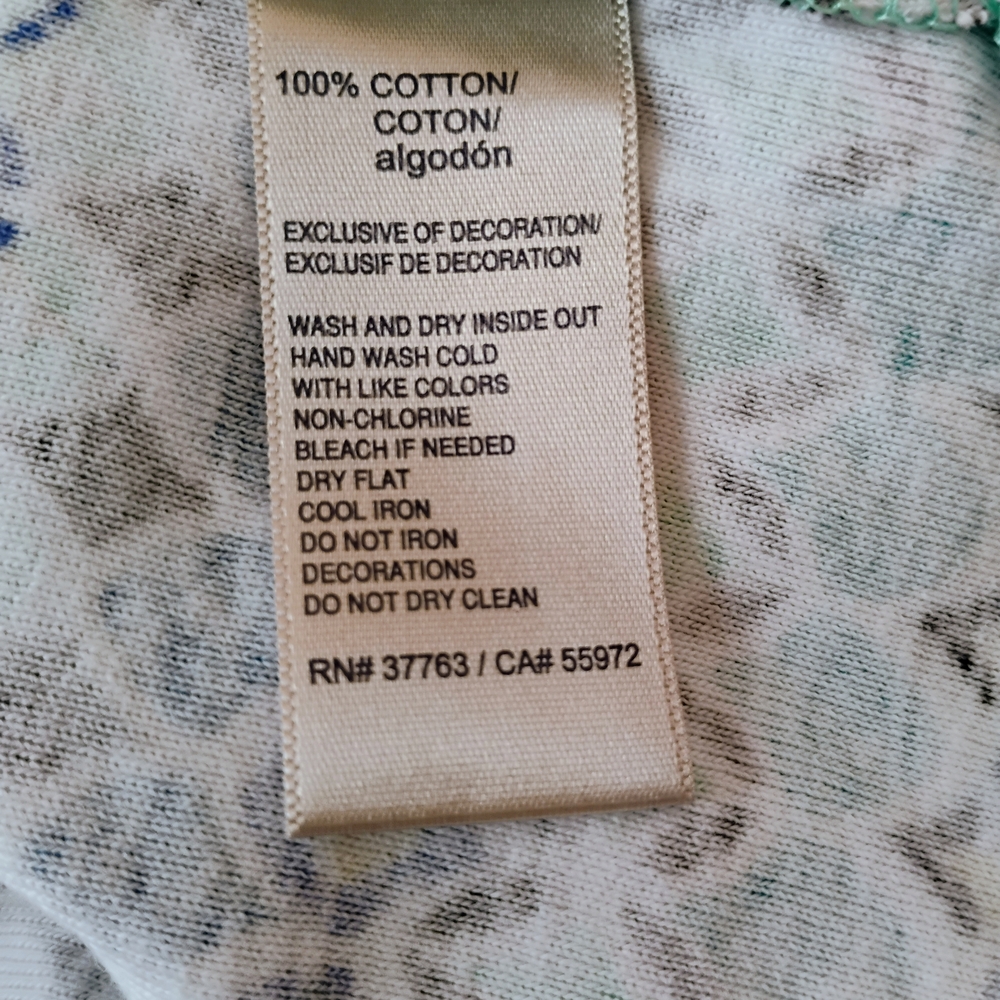 100% COTTON/
COTON/
algodón
EXCLUSIVE OF DECORATION/
EXCLUSIF DE DECORATION
WASH AND DRY INSIDE OUT
HAND WASH COLD
WITH LIKE COLORS
NON-CHLORINE
BLEACH IF NEEDED
DRY FLAT
COOL IRON
DO NOT IRON
DECORATIONS
DO NOT DRY CLEAN
RN# 37763 / CA# 55972